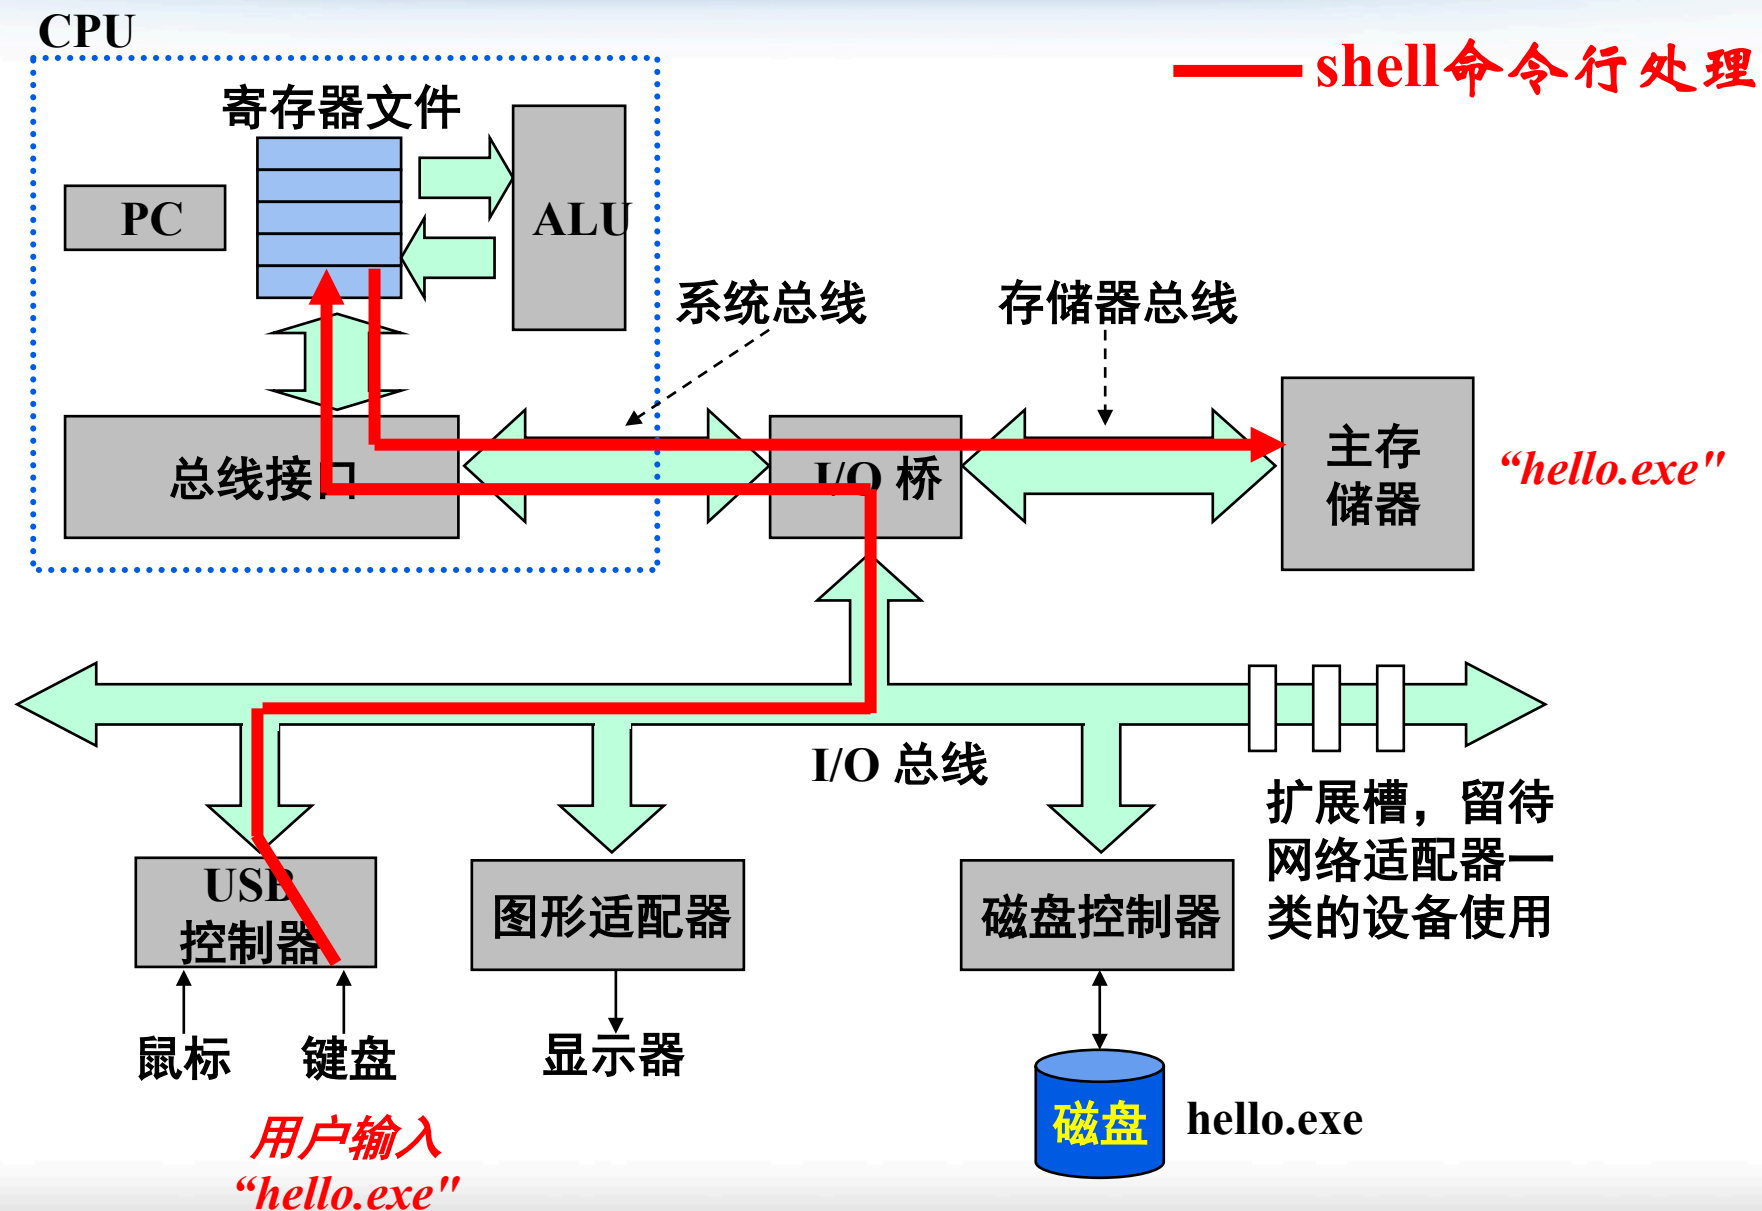 CPU
shell命令行处理
寄存器文件
PC
ALU
系统总线
存储器总线
总线接口
I/O 桥
主存
储器
“hello.exe"
I/O 总线
扩展槽，留待
网络适配器一
类的设备使用
USB
控制器
图形适配器
磁盘控制器
鼠标
键盘
显示器
磁盘
hello.exe
用户输入
“hello.exe"